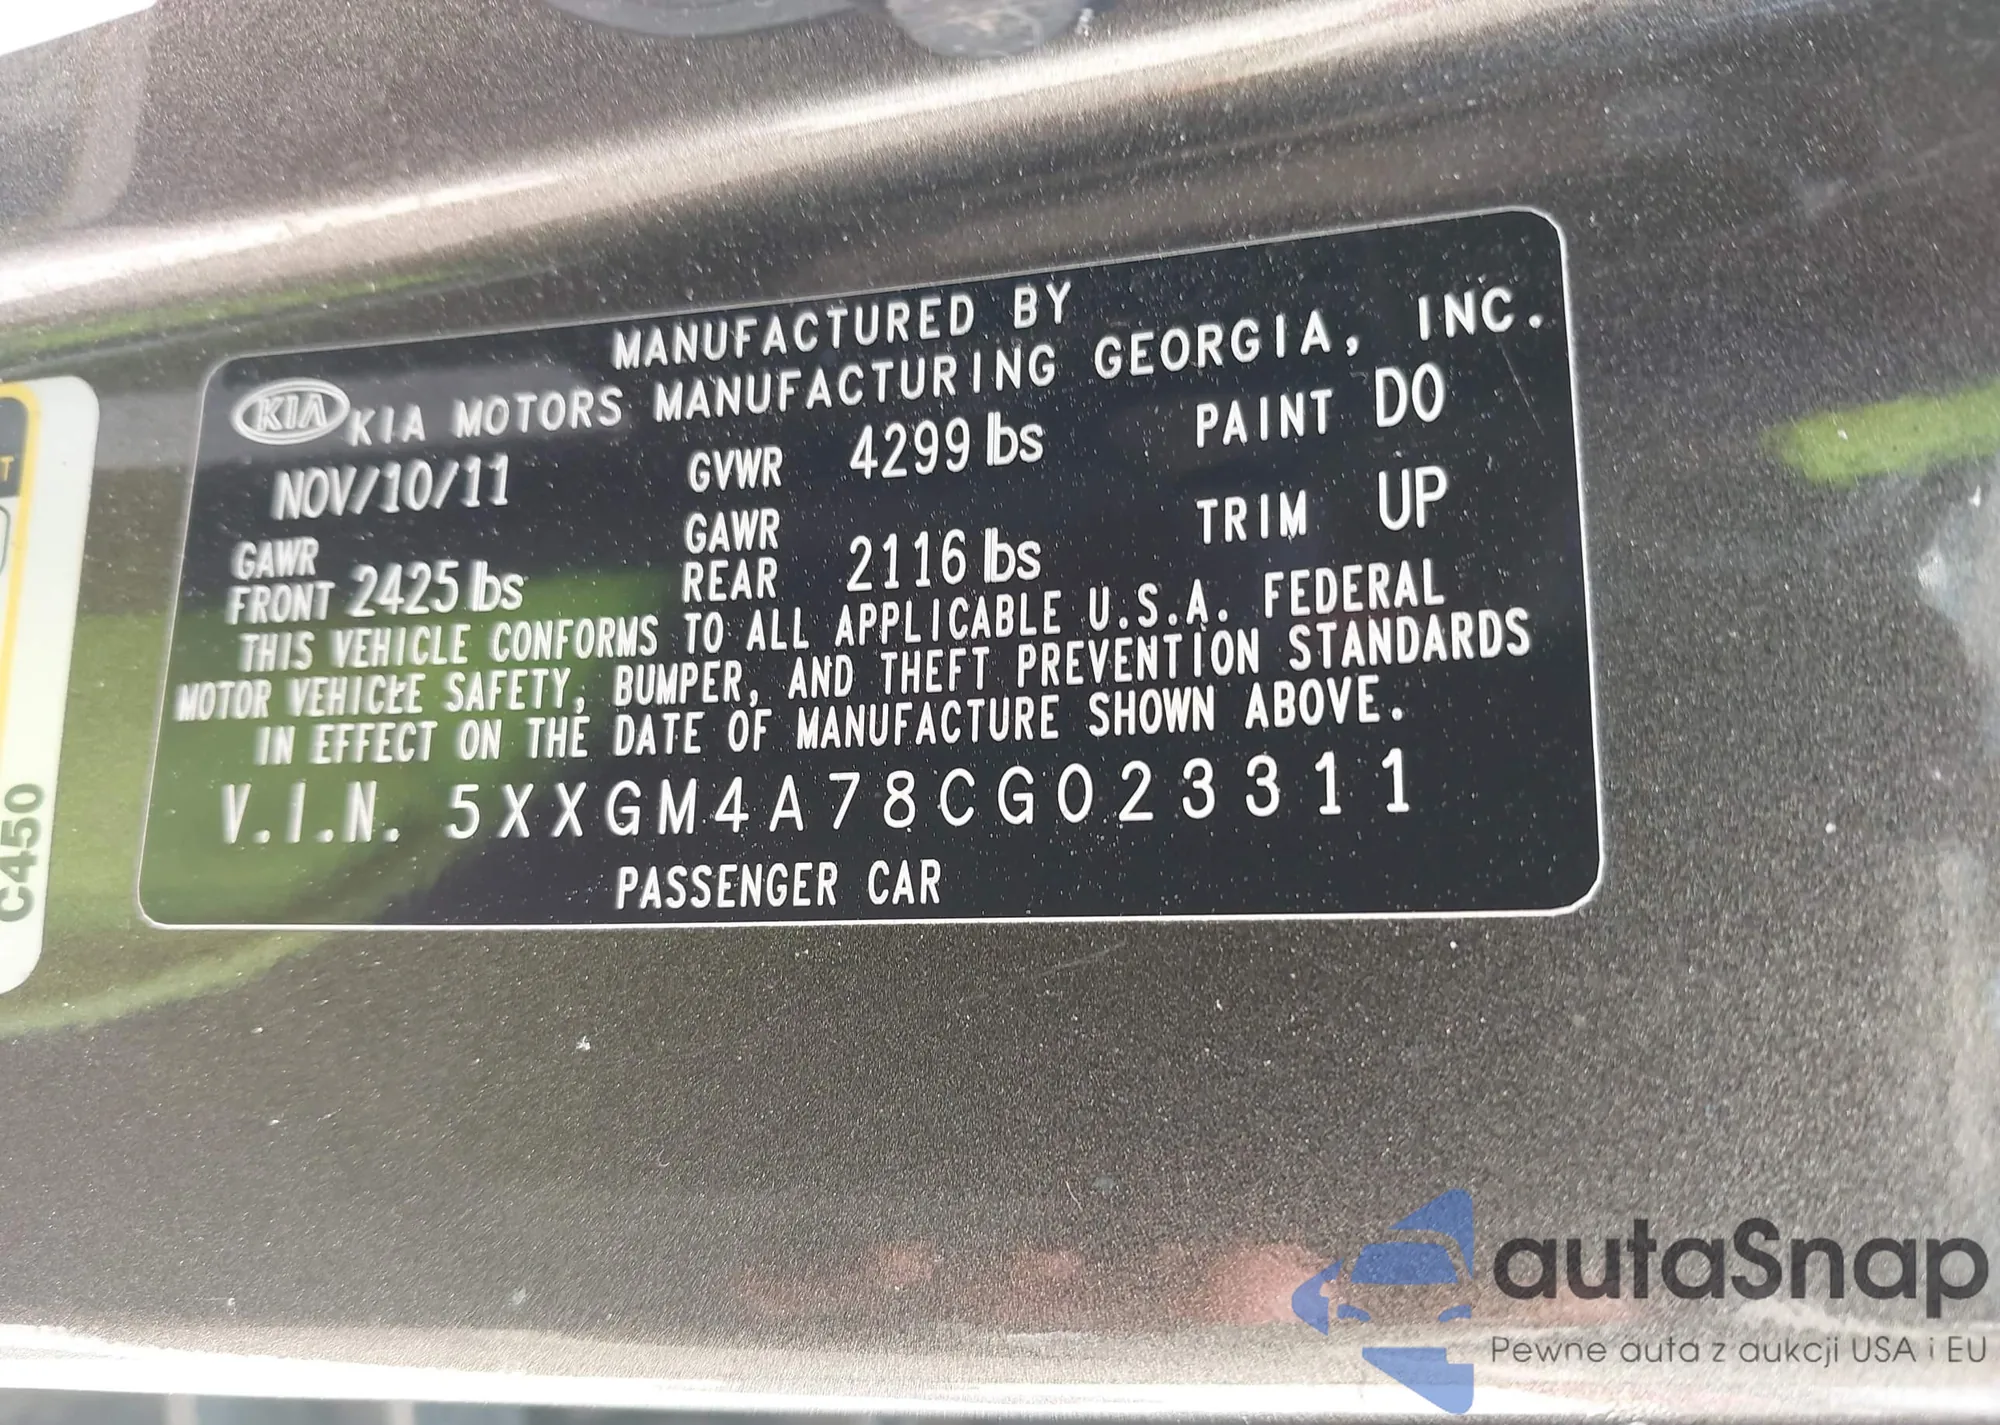 MANUFACTURED BY
KIA KIA MOTORS MANUFACTURING GEORGIA, INC.
NOV/10/11 GVWR 4299 lbs PAINT DO
GAWR GAWR TRIM UP
FRONT 2425 lbs REAR 2116 lbs
THIS VEHICLE CONFORMS TO ALL APPLICABLE U.S.A. FEDERAL
MOTOR VEHICLE SAFETY, BUMPER, AND THEFT PREVENTION STANDARDS
IN EFFECT ON THE DATE OF MANUFACTURE SHOWN ABOVE.
V.I.N. 5XXGM4A78CG023311
PASSENGER CAR
C450
T
autaSnap
Pewne auta z aukcji USA i EU